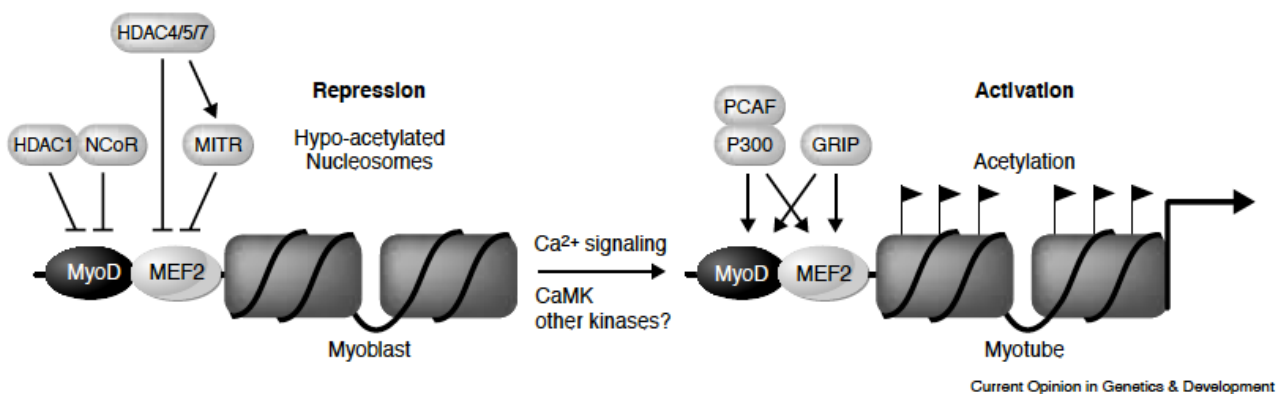 HDAC4/5/7
Repression
HDAC1
NCoR
MITR
Hypo-acetylated
Nucleosomes
MyoD
MEF2
Myoblast
Ca2+ signaling
CaMK
other kinases?
Activation
PCAF
P300
GRIP
Acetylation
MyoD
MEF2
Myotube
Current Opinion in Genetics & Development